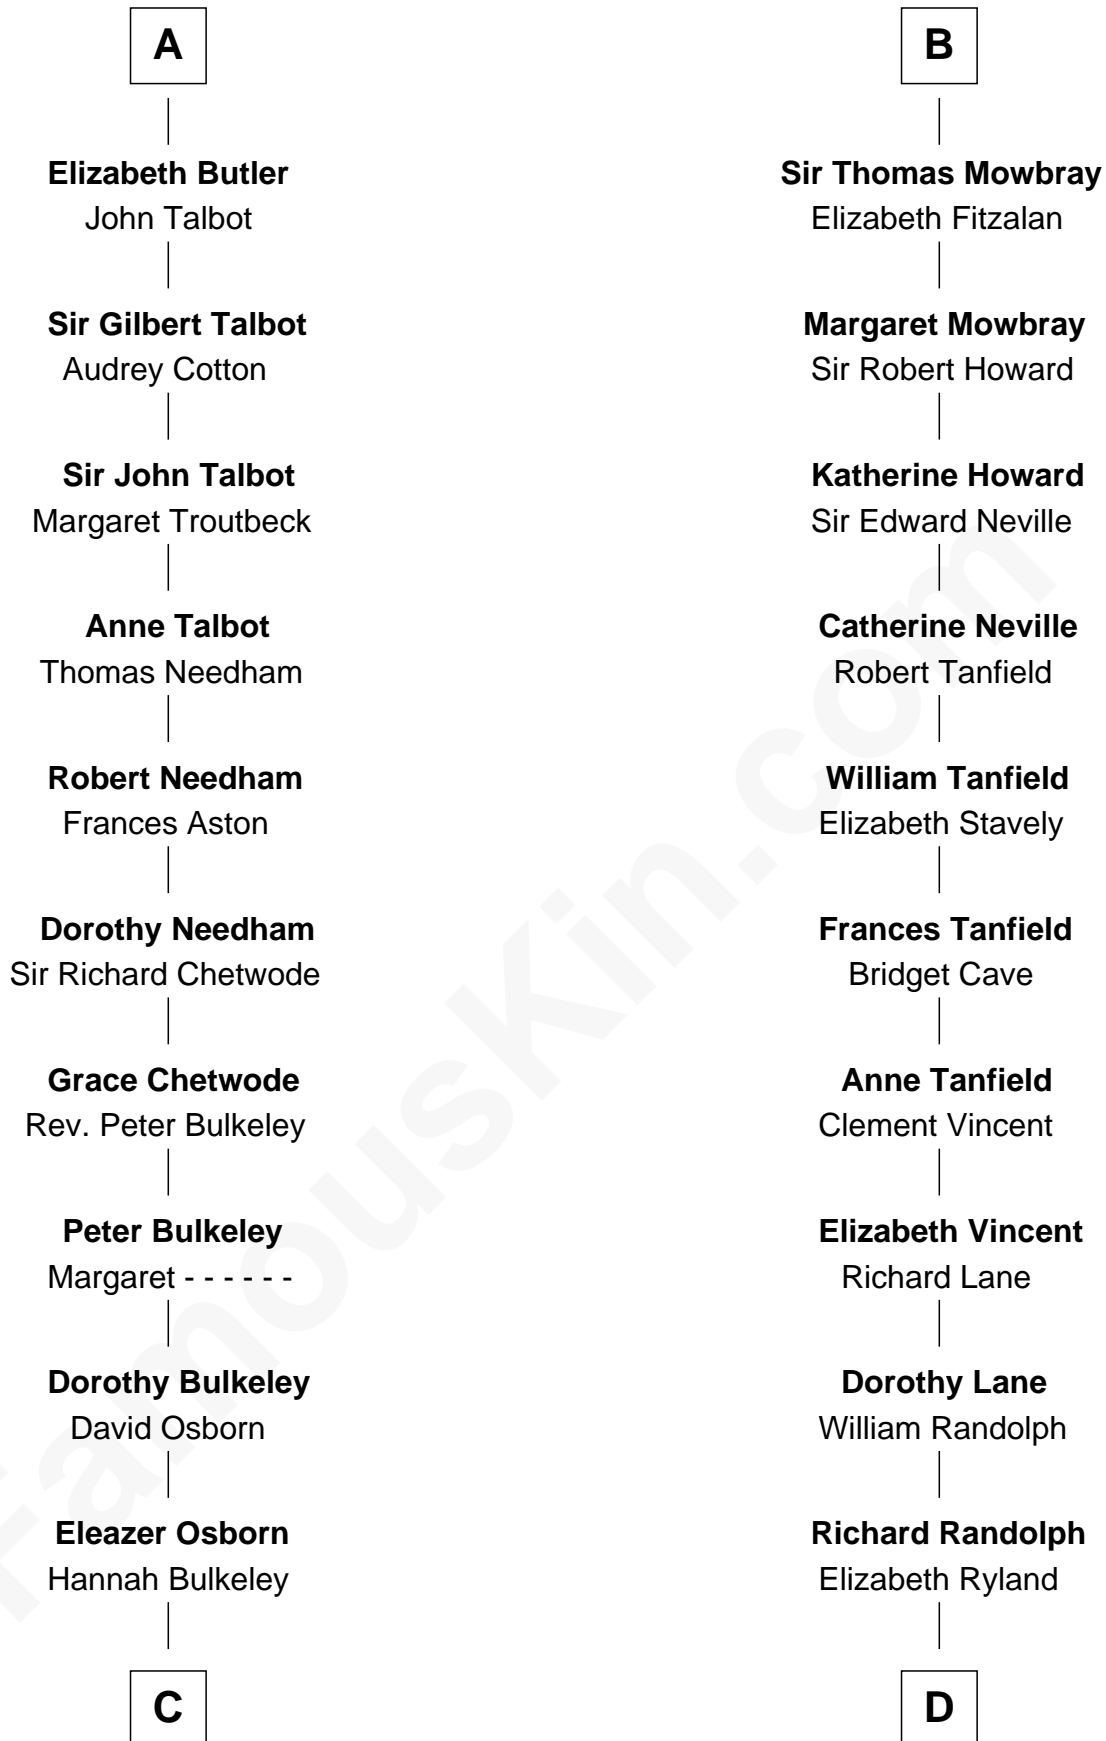 A
Elizabeth Butler
John Talbot
Sir Gilbert Talbot
Audrey Cotton
Sir John Talbot
Margaret Troutbeck
Anne Talbot
Thomas Needham
Robert Needham
Frances Aston
Dorothy Needham
Sir Richard Chetwode
Grace Chetwode
Rev. Peter Bulkeley
Peter Bulkeley
Margaret - - - - - -
Dorothy Bulkeley
David Osborn
Eleazer Osborn
Hannah Bulkeley
C
B
Sir Thomas Mowbray
Elizabeth Fitzalan
Margaret Mowbray
Sir Robert Howard
Katherine Howard
Sir Edward Neville
Catherine Neville
Robert Tanfield
William Tanfield
Elizabeth Stavely
Frances Tanfield
Bridget Cave
Anne Tanfield
Clement Vincent
Elizabeth Vincent
Richard Lane
Dorothy Lane
William Randolph
Richard Randolph
Elizabeth Ryland
D
FamousKin.com